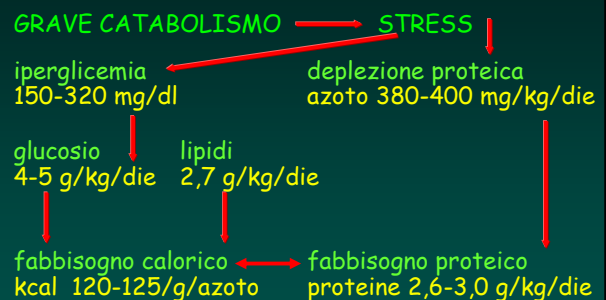 GRAVE CATABOLISMO STRESS
iperglicemia
150-320 mg/dl
deplezione proteica
azoto 380-400 mg/kg/die
glucosio
4-5 g/kg/die
lipidi
2,7 g/kg/die
fabbisogno calorico
kcal 120-125/g/azoto
fabbisogno proteico
proteine 2,6-3,0 g/kg/die